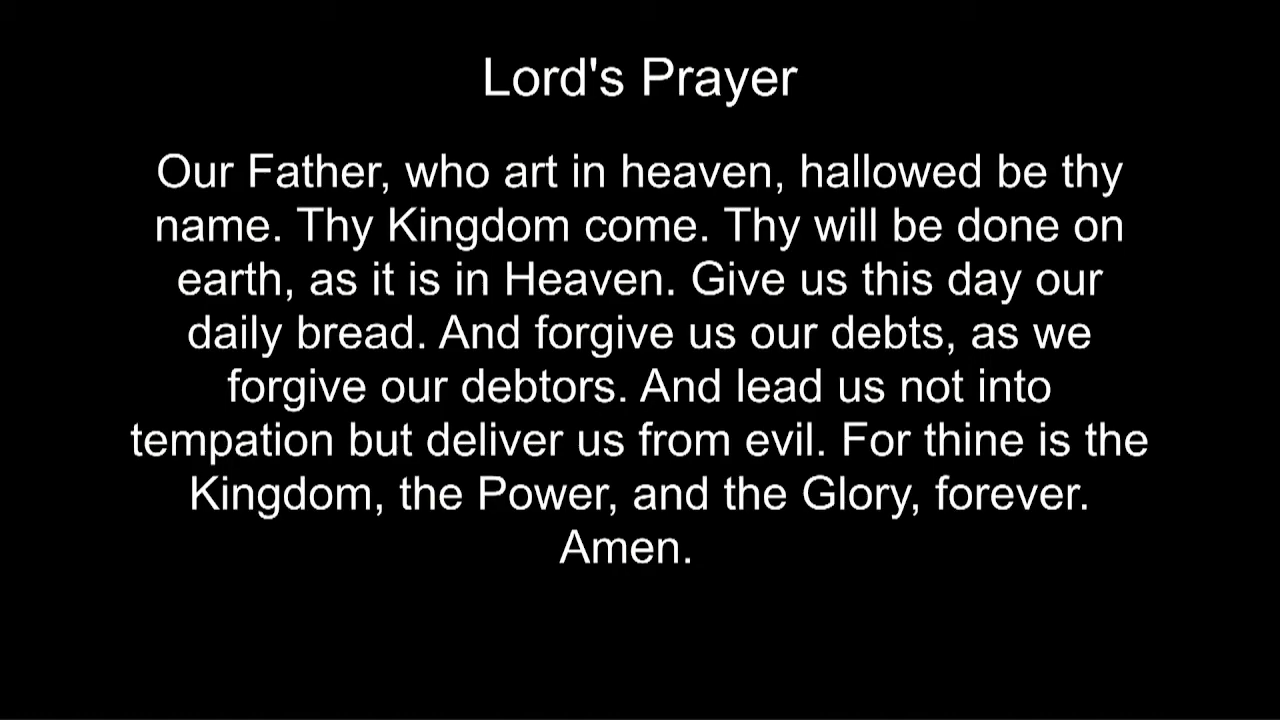 Lord's Prayer
Our Father, who art in heaven, hallowed be thy
name. Thy Kingdom come. Thy will be done on
earth, as it is in Heaven. Give us this day our
daily bread. And forgive us our debts, as we
forgive our debtors. And lead us not into
tempation but deliver us from evil. For thine is the
Kingdom, the Power, and the Glory, forever.
Amen.